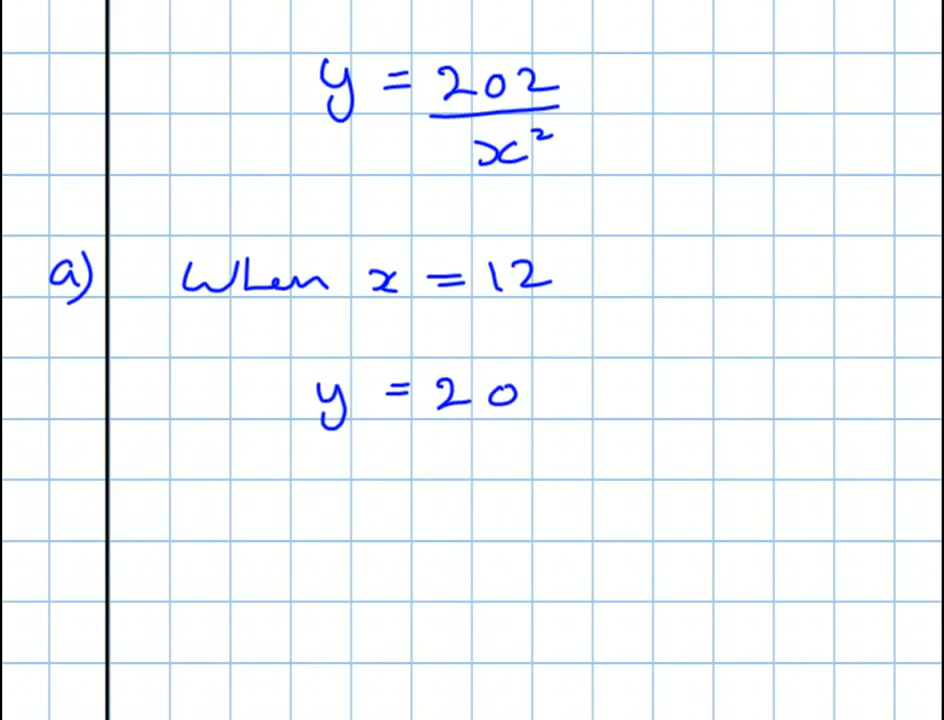 y = 202
x²
a) When x = 12
y = 20